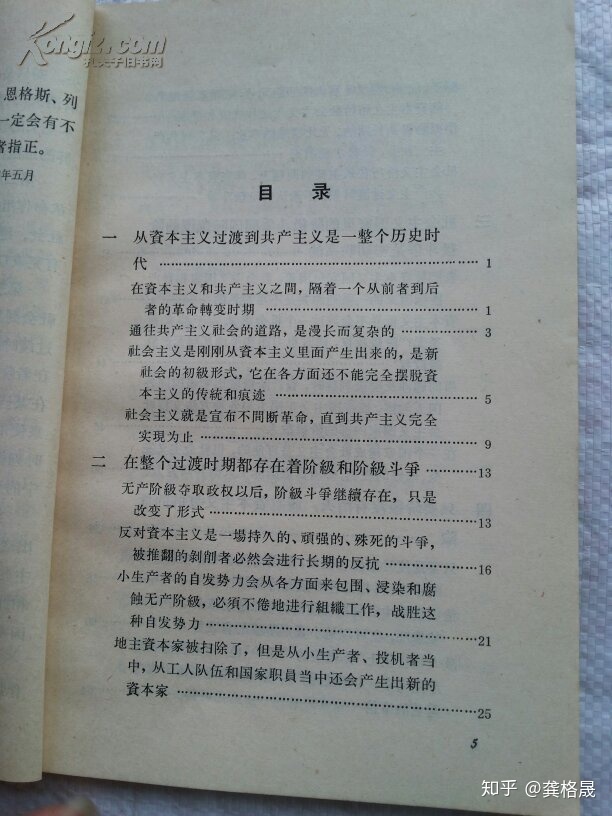 Kongfz.com
孔夫子旧书网
恩格斯、列
一定会有不
者指正。
年五月
目 录
一 从資本主义过渡到共产主义是一整个历史时
代 …… 1
在資本主义和共产主义之間，隔着一个从前者到后
者的革命轉变时期 …… 1
通往共产主义社会的道路，是漫长而复杂的 …… 3
社会主义是刚刚从資本主义里面产生出来的，是新
社会的初級形式，它在各方面还不能完全摆脫資
本主义的传統和痕迹 …… 5
社会主义就是宣布不間断革命，直到共产主义完全
实現为止 …… 9
二 在整个过渡时期都存在着阶級和阶級斗爭 …… 13
无产阶級夺取政权以后，阶級斗爭继續存在，只是
改变了形式 …… 13
反对資本主义是一場持久的、頑强的、殊死的斗爭，
被推翻的剝削者必然会进行长期的反抗 …… 16
小生产者的自发势力会从各方面来包围、浸染和腐
蝕无产阶級，必須不倦地进行組織工作，战胜这
种自发势力 …… 21
地主資本家被扫除了，但是从小生产者、投机者当
中，从工人队伍和国家职員当中还会产生出新的
資本家 …… 25
5
知乎 @龚格晟